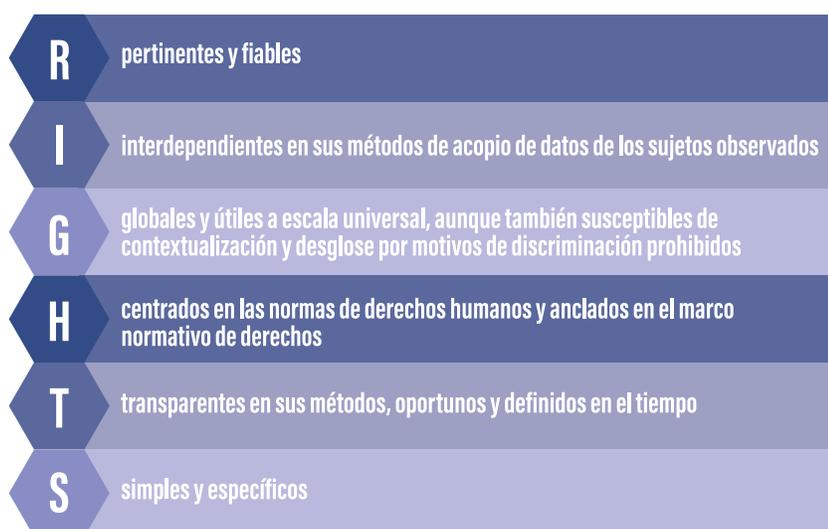 R
pertinentes y fiables
I
interdependientes en sus métodos de acopio de datos de los sujetos observados
G
globales y útiles a escala universal, aunque también susceptibles de
contextualización y desglose por motivos de discriminación prohibidos
H
centrados en las normas de derechos humanos y anclados en el marco
normativo de derechos
T
transparentes en sus métodos, oportunos y definidos en el tiempo
S
simples y específicos